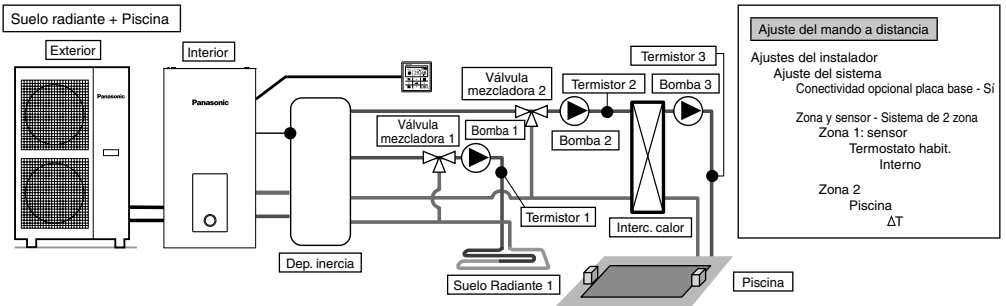 Suelo radiante + Piscina
Exterior
Interior
Panasonic
Panasonic
Válvula
mezcladora 2
Termistor 2
Termistor 3
Bomba 3
Válvula
mezcladora 1
Bomba 1
Bomba 2
Termistor 1
Interc. calor
Dep. inercia
Suelo Radiante 1
Piscina
Ajuste del mando a distancia
Ajustes del instalador
Ajuste del sistema
Conectividad opcional placa base - Sí
Zona y sensor - Sistema de 2 zona
Zona 1: sensor
Termostato habit.
Interno
Zona 2
Piscina
ΔT